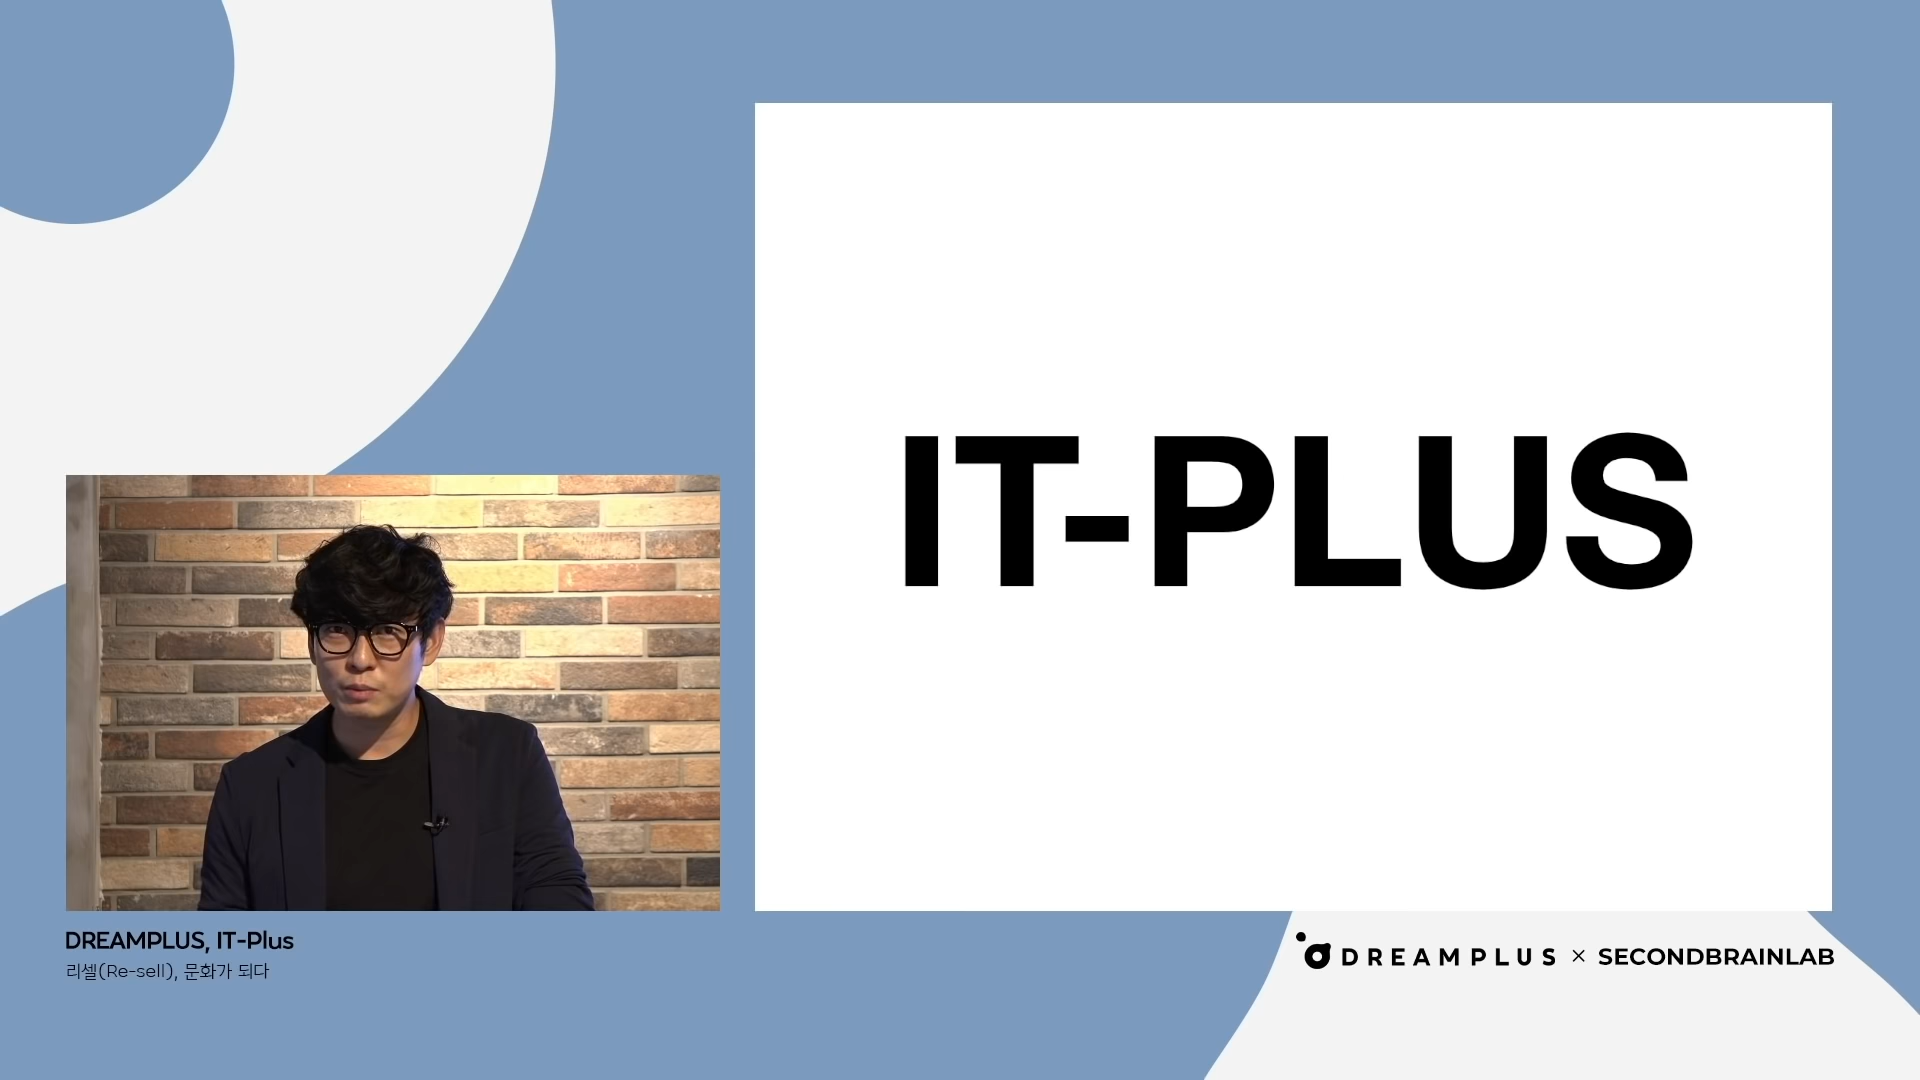 IT-PLUS
DREAMPLUS, IT-Plus
리셀(Re-sell), 문화가 되다
DREAMPLUS × SECONDBRAINLAB